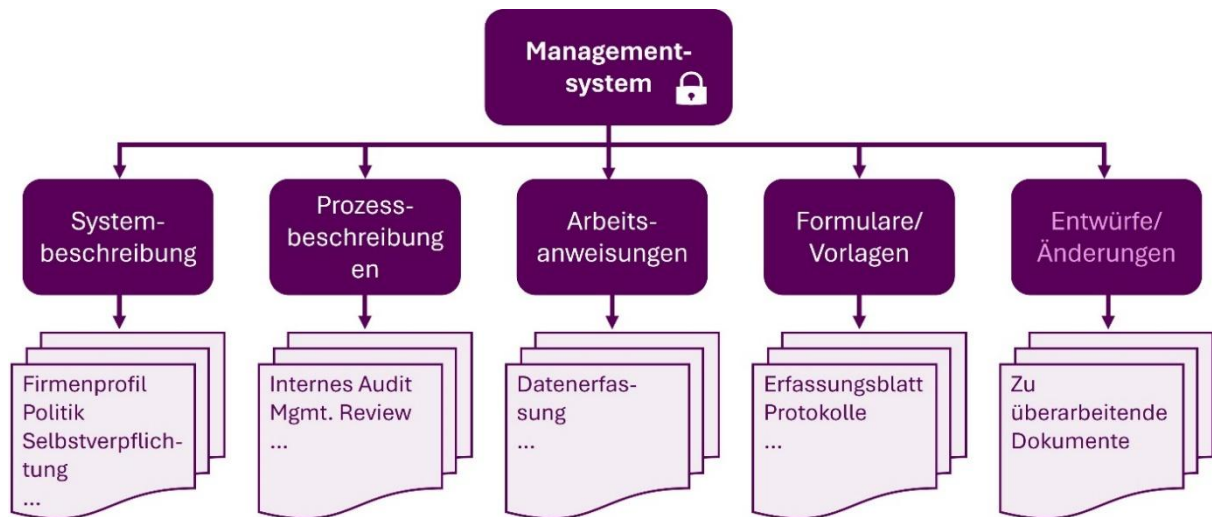 Management-
system
System-
beschreibung
Prozess-
beschreibung
en
Arbeits-
anweisungen
Formulare/
Vorlagen
Entwürfe/
Änderungen
Firmenprofil
Politik
Selbstverpflich-
tung
...
Internes Audit
Mgmt. Review
...
Datenerfas-
sung
...
Erfassungsblatt
Protokolle
...
Zu
überarbeitende
Dokumente